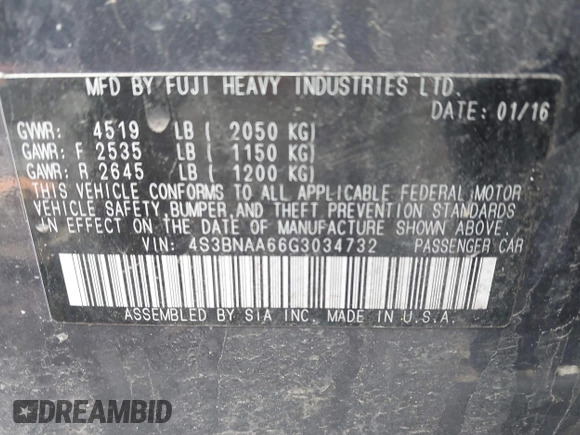 MFD BY FUJI HEAVY INDUSTRIES LTD.
DATE: 01/16
GVWR: 4519 LB ( 2050 KG)
GAWR: F 2535 LB ( 1150 KG)
GAWR: R 2645 LB ( 1200 KG)
THIS VEHICLE CONFORMS TO ALL APPLICABLE FEDERAL MOTOR
VEHICLE SAFETY, BUMPER, AND THEFT PREVENTION STANDARDS
IN EFFECT ON THE DATE OF MANUFACTURE SHOWN ABOVE.
VIN: 4S3BNAA66G3034732 PASSENGER CAR
ASSEMBLED BY SIA INC. MADE IN U.S.A.
DREAMBID